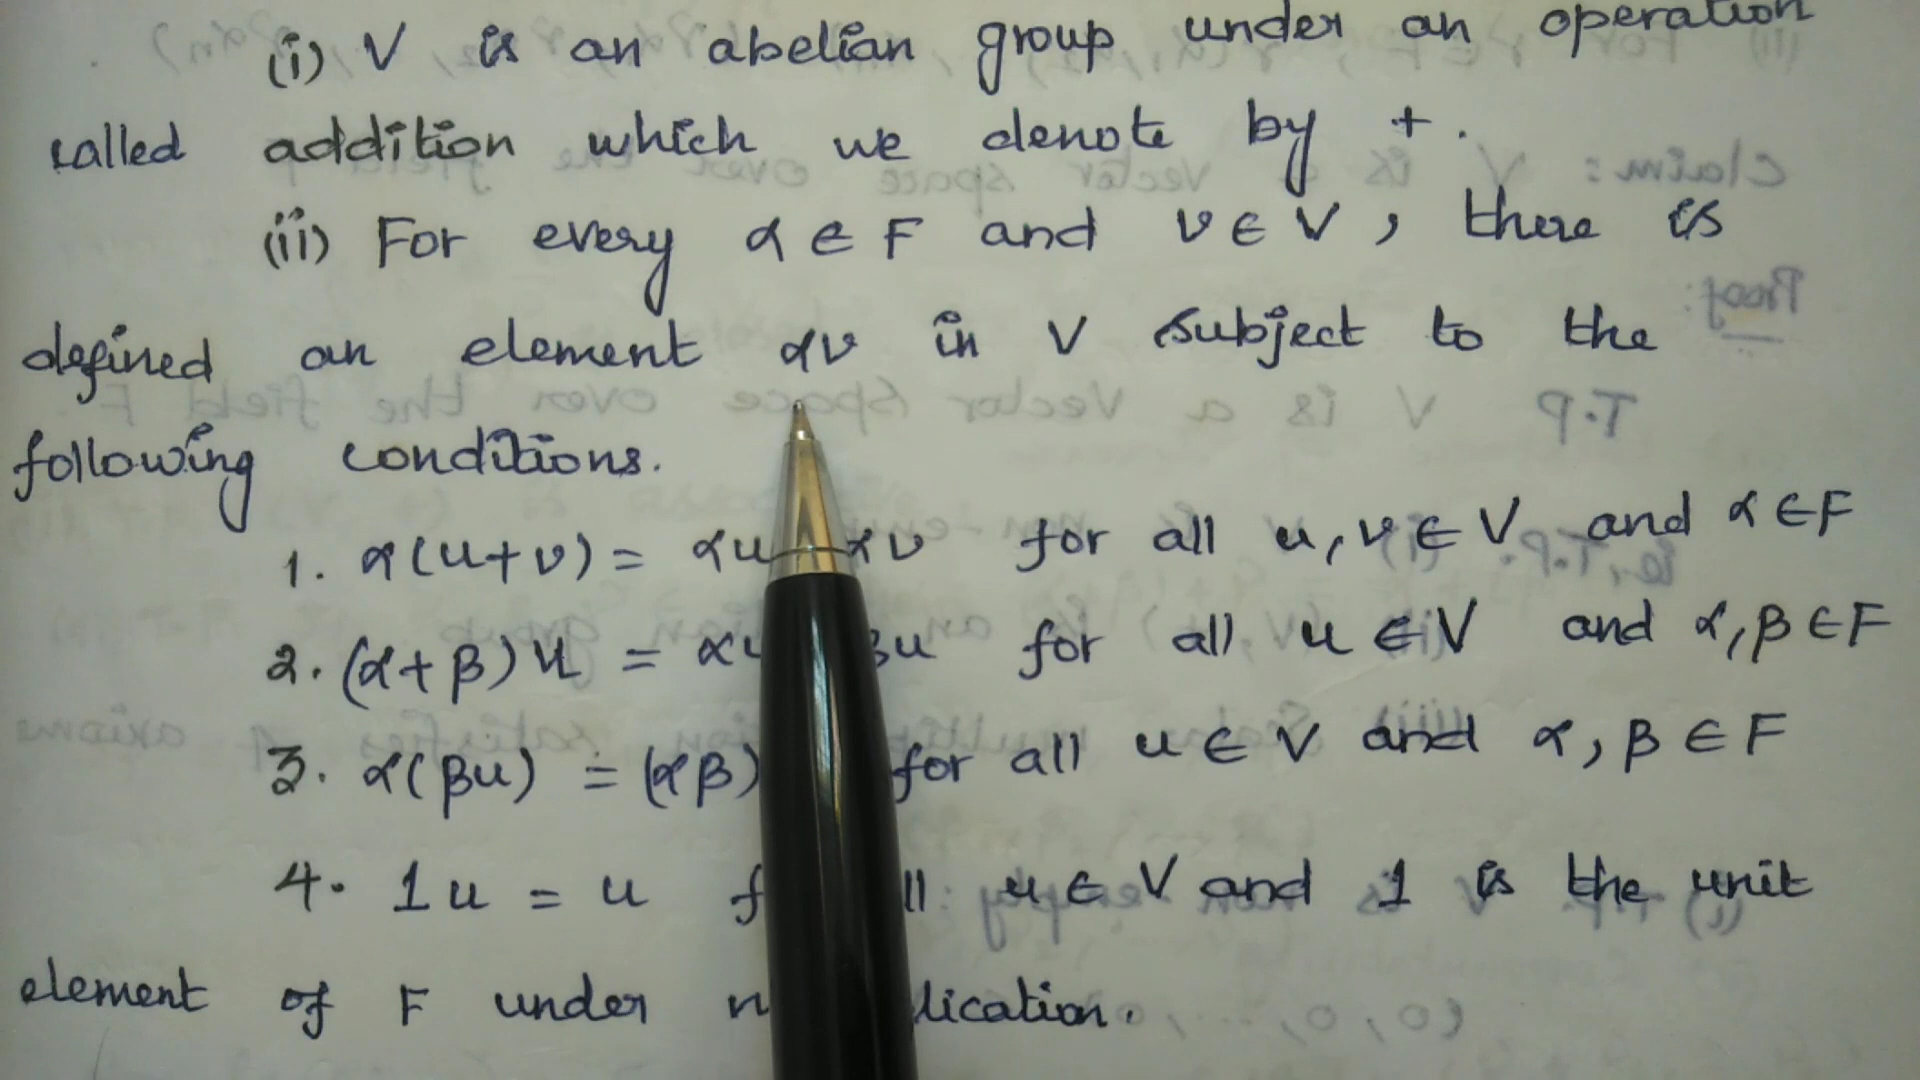 (i) V is an abelian group under an operation
called addition which we denote by +.
(ii) For every α ∈ F and v ∈ V, there is
defined an element αv in V subject to the
following conditions.
1. α(u+v) = αu αv for all u, v ∈ V and α ∈ F
2. (α+β)u = αu βu for all u ∈ V and α, β ∈ F
3. α(βu) = (αβ) for all u ∈ V and α, β ∈ F
4. 1u = u u ∈ V and 1 is the unit
element of F under